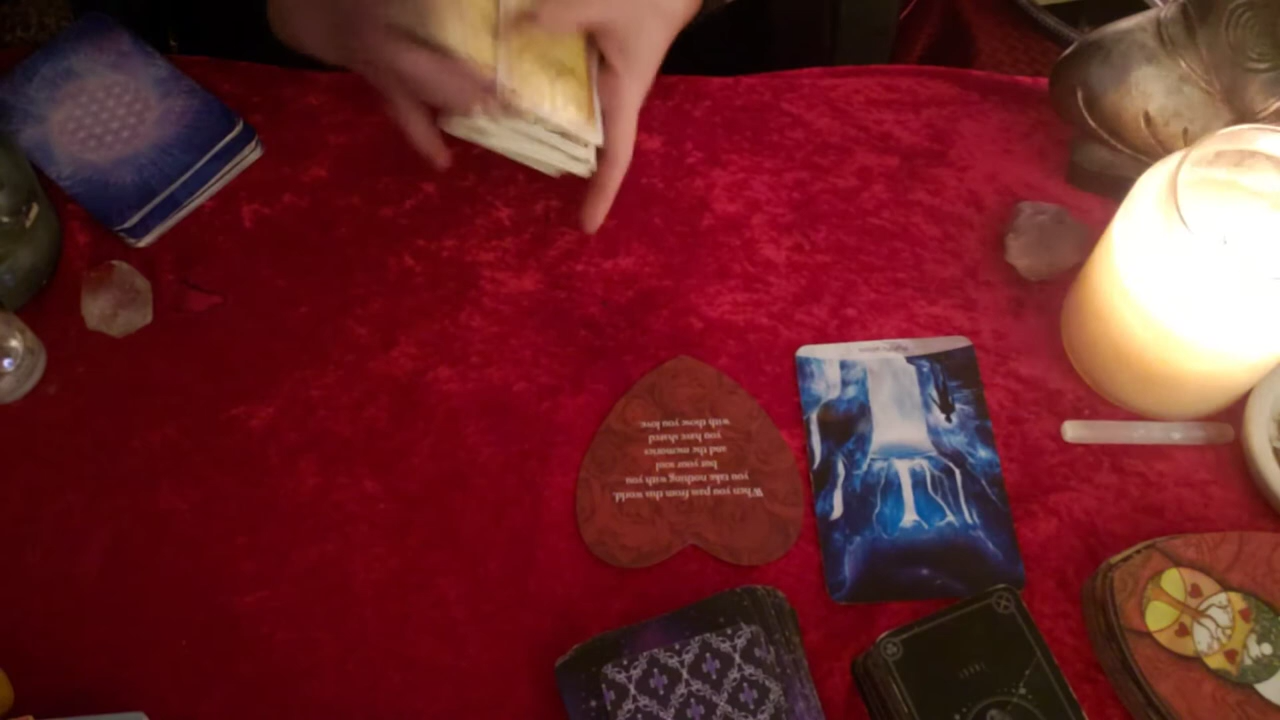 When you pass from this world,
you take nothing with you
but your soul
and the memories
you have shared
with those you love.